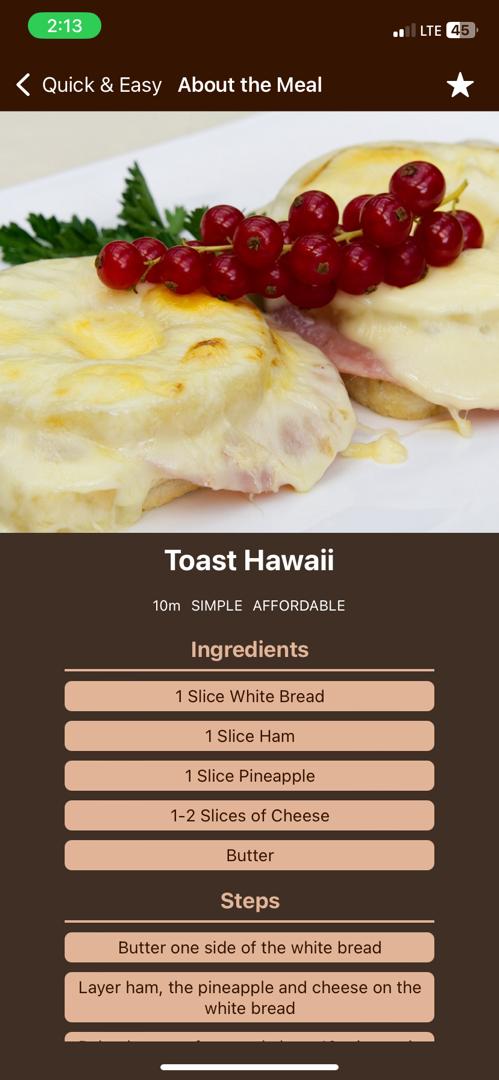 2:13
LTE 45
Quick & Easy About the Meal
Toast Hawaii
10m SIMPLE AFFORDABLE
Ingredients
1 Slice White Bread
1 Slice Ham
1 Slice Pineapple
1-2 Slices of Cheese
Butter
Steps
Butter one side of the white bread
Layer ham, the pineapple and cheese on the
white bread